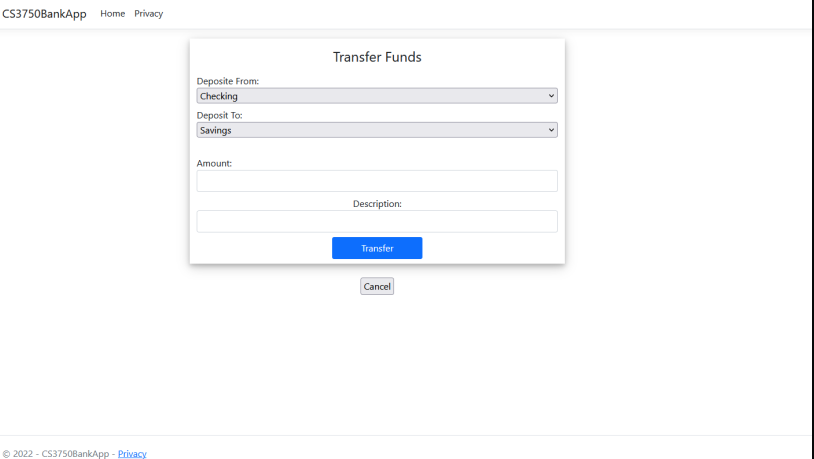 CS3750BankApp Home Privacy
Transfer Funds
Deposite From:
Checking
Deposit To:
Savings
Amount:
Description:
Transfer
Cancel
© 2022 - CS3750BankApp - Privacy